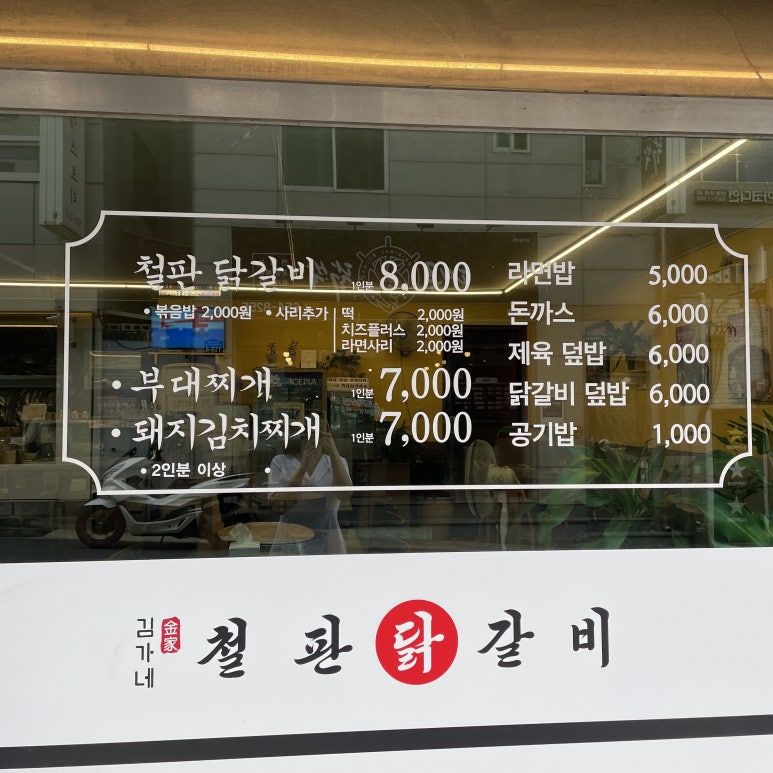 철판 닭갈비 1인분 8,000
• 볶음밥 2,000원 • 사리추가
떡 2,000원
치즈플러스 2,000원
라면사리 2,000원
• 부대찌개 1인분 7,000
• 돼지김치찌개 1인분 7,000
• 2인분 이상 •
라면밥 5,000
돈까스 6,000
제육 덮밥 6,000
닭갈비 덮밥 6,000
공기밥 1,000
김가네
金家
철판닭갈비